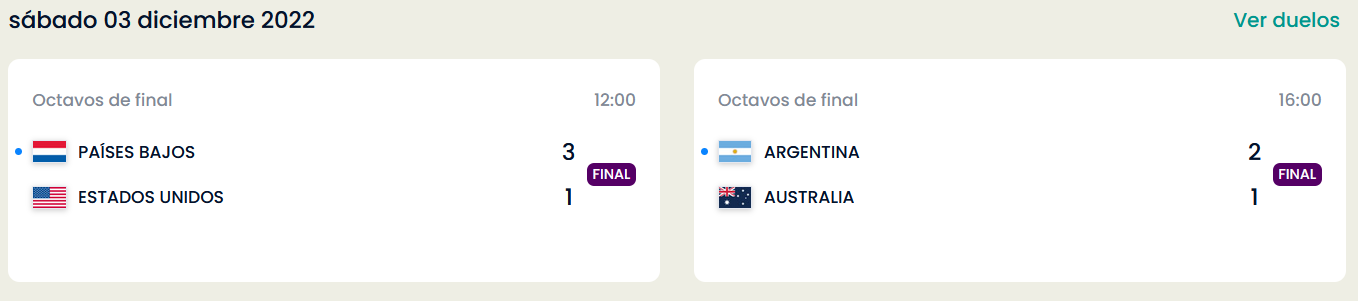 sábado 03 diciembre 2022
Ver duelos
Octavos de final
12:00
PAÍSES BAJOS
3
FINAL
ESTADOS UNIDOS
1
Octavos de final
16:00
ARGENTINA
2
FINAL
AUSTRALIA
1